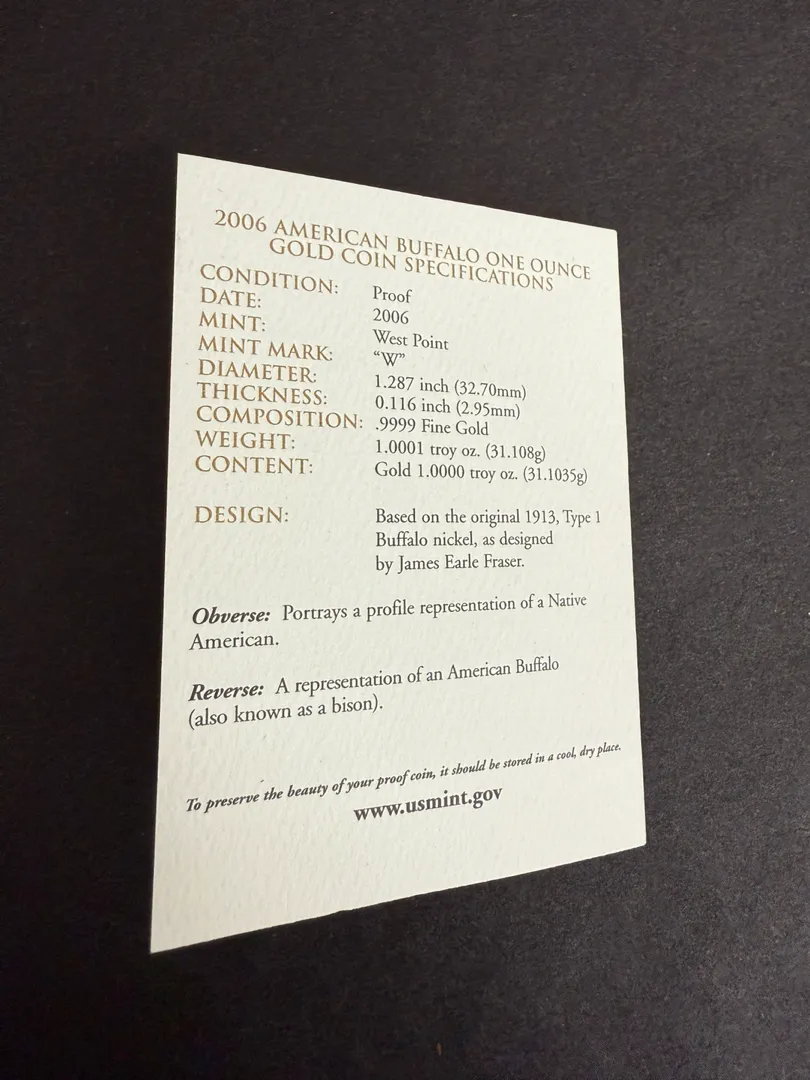 2006 AMERICAN BUFFALO ONE OUNCE
GOLD COIN SPECIFICATIONS
CONDITION: Proof
DATE: 2006
MINT: West Point
MINT MARK: “W”
DIAMETER: 1.287 inch (32.70mm)
THICKNESS: 0.116 inch (2.95mm)
COMPOSITION: .9999 Fine Gold
WEIGHT: 1.0001 troy oz. (31.108g)
CONTENT: Gold 1.0000 troy oz. (31.1035g)
DESIGN: Based on the original 1913, Type 1
Buffalo nickel, as designed
by James Earle Fraser.
Obverse: Portrays a profile representation of a Native
American.
Reverse: A representation of an American Buffalo
(also known as a bison).
To preserve the beauty of your proof coin, it should be stored in a cool, dry place.
www.usmint.gov